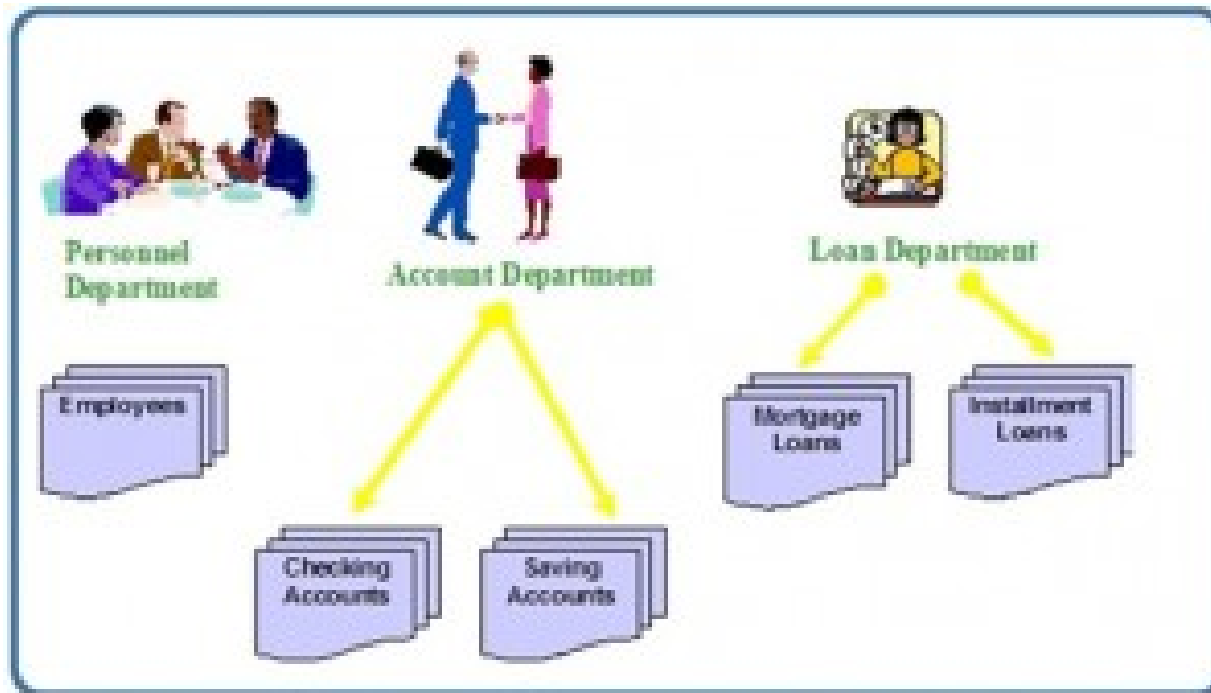 Personnel
Department
Account Department
Loan Department
Employees
Mortgage
Loans
Installment
Loans
Checking
Accounts
Saving
Accounts